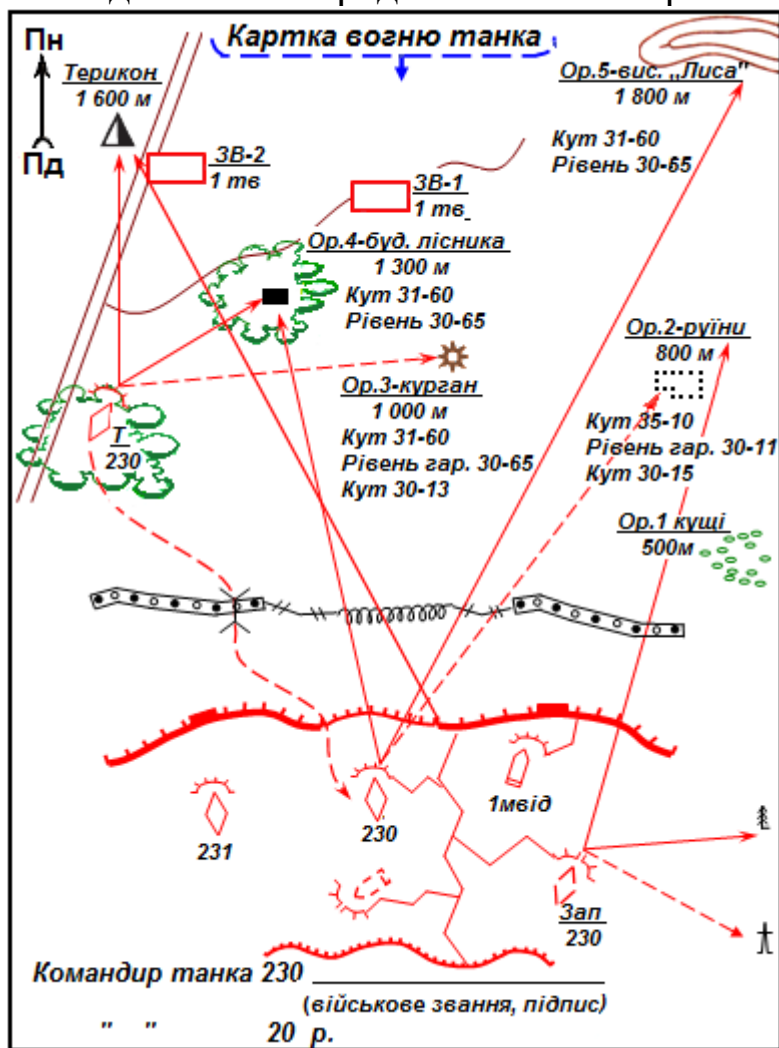 Картка вогню танка
Пн
Пд
Терикон
1 600 м
Ор.5-вис. „Лиса"
1 800 м
Кут 31-60
Рівень 30-65
ЗВ-2
1 тв
ЗВ-1
1 тв
Ор.4-буд. лісника
1 300 м
Кут 31-60
Рівень 30-65
Ор.2-руїни
800 м
Кут 35-10
Рівень гар. 30-11
Кут 30-15
Ор.3-курган
1 000 м
Кут 31-60
Рівень гар. 30-65
Кут 30-13
Т
230
Ор.1 кущі
500м
231
230
1мвід
Зап
230
Командир танка 230
(військове звання, підпис)
" " 20 р.